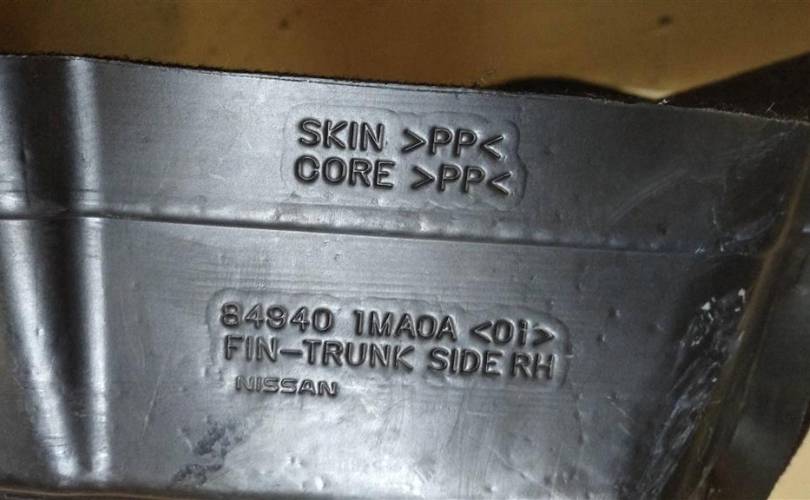 SKIN >PP<
CORE >PP<
84940 1MA0A <01>
FIN-TRUNK SIDE RH
NISSAN